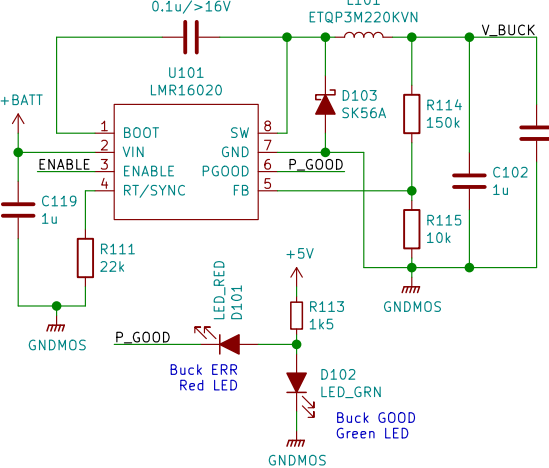 0.1u/>16V
L101
ETQP3M220KVN
V_BUCK
U101
LMR16020
+BATT
D103
SK56A
R114
150k
1
BOOT
SW
8
2
VIN
GND
7
P_GOOD
ENABLE
3
ENABLE
PGOOD
6
4
RT/SYNC
FB
5
C102
1u
C119
1u
R115
10k
R111
22k
+5V
GNDMOS
LED_RED
D101
R113
1k5
GNDMOS
P_GOOD
Buck ERR
Red LED
D102
LED_GRN
Buck GOOD
Green LED
GNDMOS